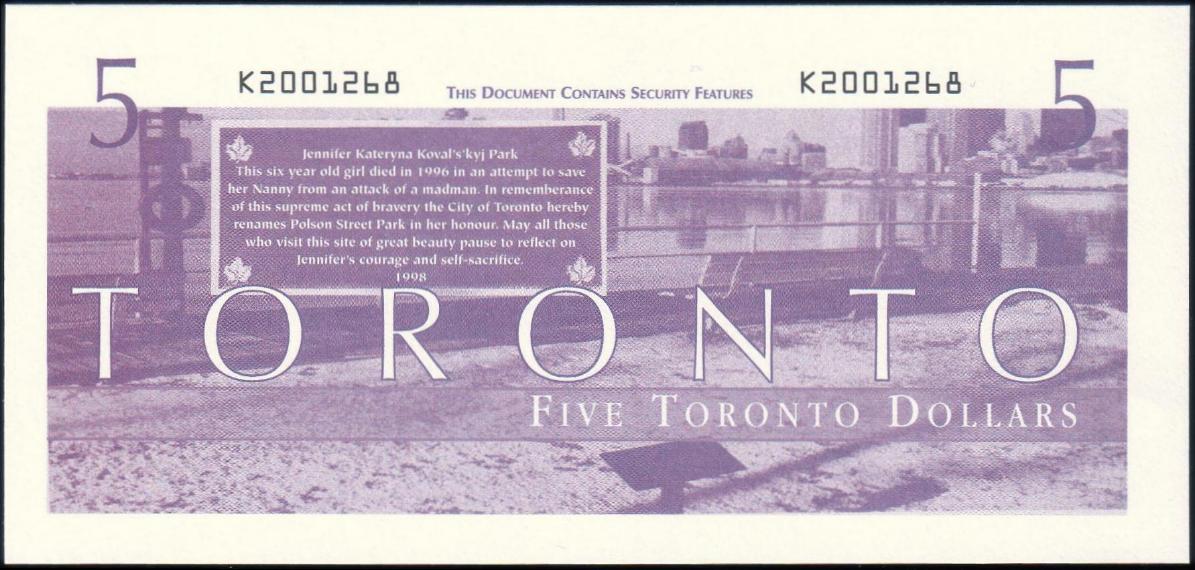 5
K2001268
THIS DOCUMENT CONTAINS SECURITY FEATURES
K2001268
5
Jennifer Kateryna Koval's'kyj Park
This six year old girl died in 1996 in an attempt to save
her Nanny from an attack of a madman. In rememberance
of this supreme act of bravery the City of Toronto hereby
renames Polson Street Park in her honour. May all those
who visit this site of great beauty pause to reflect on
Jennifer's courage and self-sacrifice.
1998
TORONTO
FIVE TORONTO DOLLARS